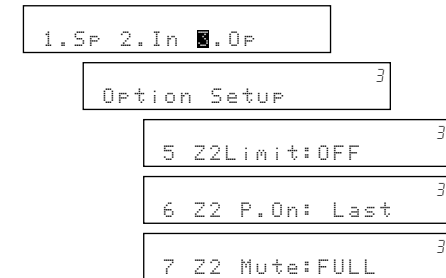 1.Sp 2.In 3.Op
3
Option Setup
3
5 Z2Limit:OFF
3
6 Z2 P.On: Last
3
7 Z2 Mute:FULL